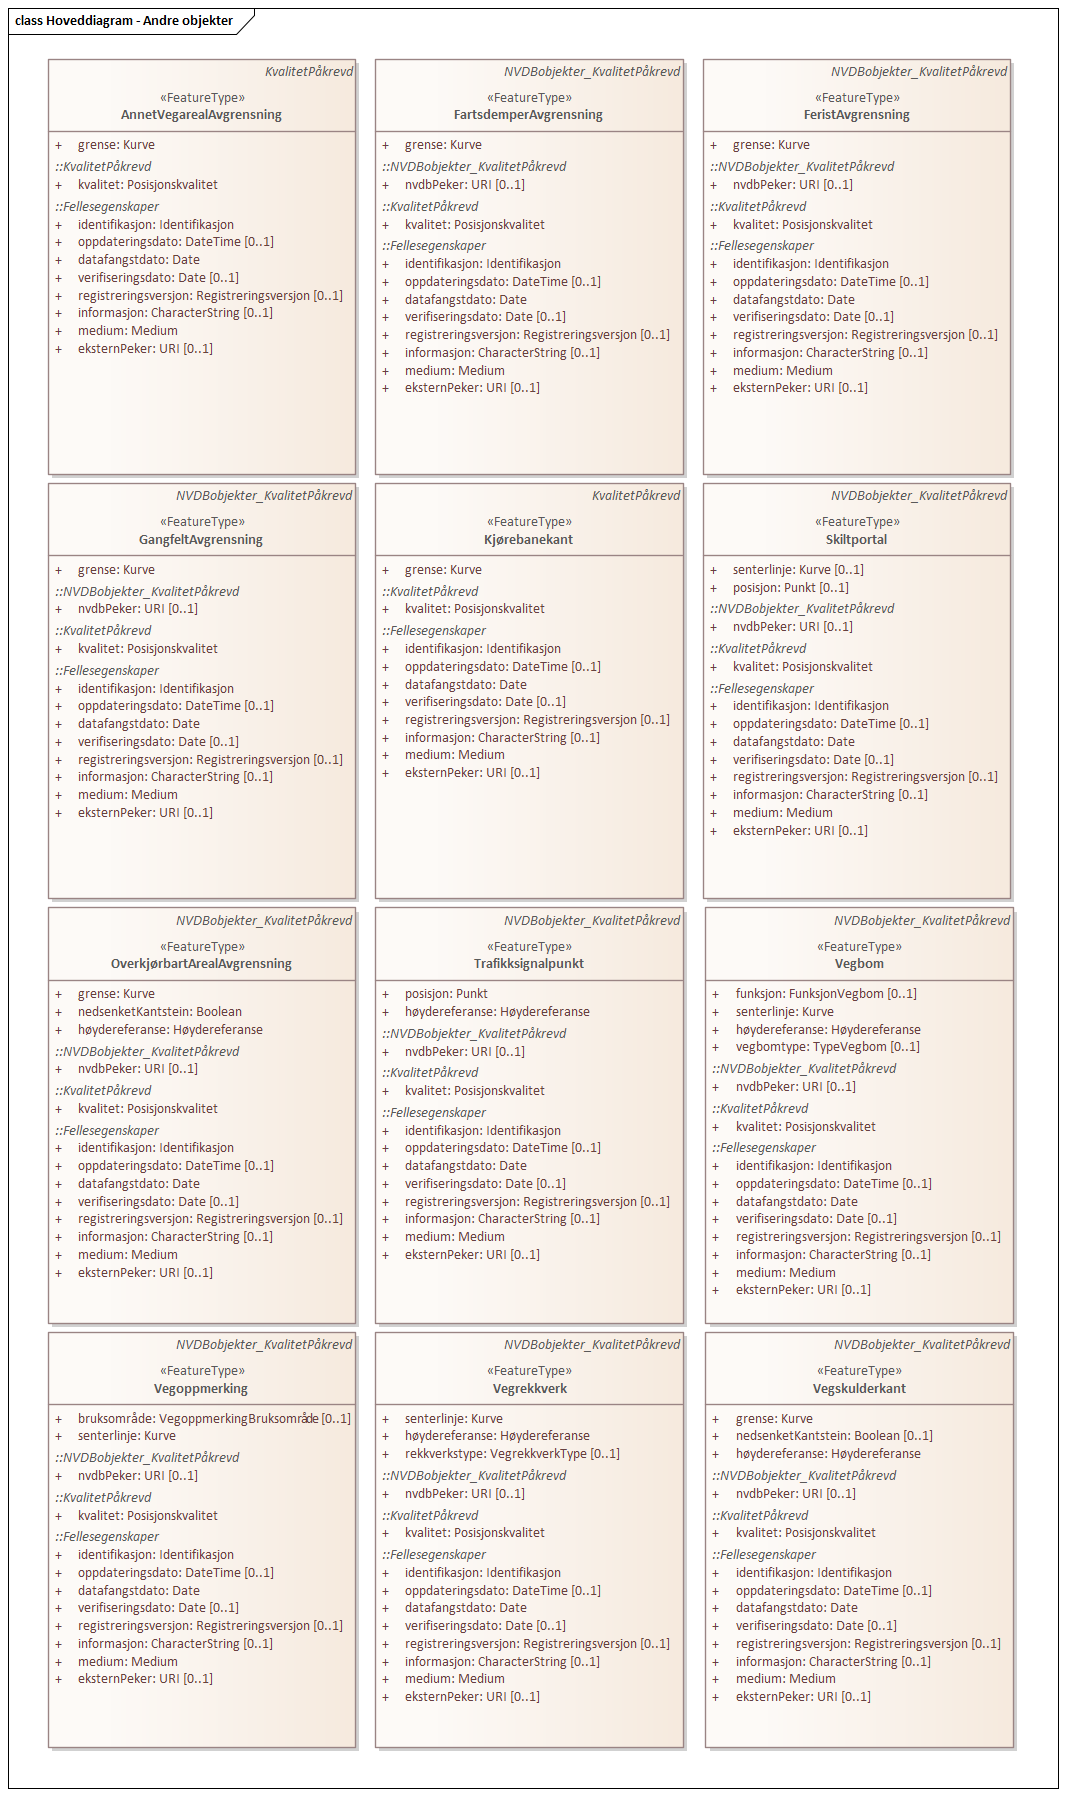 class Hoveddiagram - Andre objekter
KvalitetPåkrevd
«FeatureType»
AnnetVegarealAvgrensning
+ grense: Kurve
::KvalitetPåkrevd
+ kvalitet: Posisjonskvalitet
::Fellesegenskaper
+ identifikasjon: Identifikasjon
+ oppdateringsdato: DateTime [0..1]
+ datafangstdato: Date
+ verifiseringsdato: Date [0..1]
+ registreringsversjon: Registreringsversjon [0..1]
+ informasjon: CharacterString [0..1]
+ medium: Medium
+ eksternPeker: URI [0..1]
NVDBobjekter_KvalitetPåkrevd
«FeatureType»
FartsdemperAvgrensning
+ grense: Kurve
::NVDBobjekter_KvalitetPåkrevd
+ nvdbPeker: URI [0..1]
::KvalitetPåkrevd
+ kvalitet: Posisjonskvalitet
::Fellesegenskaper
+ identifikasjon: Identifikasjon
+ oppdateringsdato: DateTime [0..1]
+ datafangstdato: Date
+ verifiseringsdato: Date [0..1]
+ registreringsversjon: Registreringsversjon [0..1]
+ informasjon: CharacterString [0..1]
+ medium: Medium
+ eksternPeker: URI [0..1]
NVDBobjekter_KvalitetPåkrevd
«FeatureType»
FeristAvgrensning
+ grense: Kurve
::NVDBobjekter_KvalitetPåkrevd
+ nvdbPeker: URI [0..1]
::KvalitetPåkrevd
+ kvalitet: Posisjonskvalitet
::Fellesegenskaper
+ identifikasjon: Identifikasjon
+ oppdateringsdato: DateTime [0..1]
+ datafangstdato: Date
+ verifiseringsdato: Date [0..1]
+ registreringsversjon: Registreringsversjon [0..1]
+ informasjon: CharacterString [0..1]
+ medium: Medium
+ eksternPeker: URI [0..1]
NVDBobjekter_KvalitetPåkrevd
«FeatureType»
GangfeltAvgrensning
+ grense: Kurve
::NVDBobjekter_KvalitetPåkrevd
+ nvdbPeker: URI [0..1]
::KvalitetPåkrevd
+ kvalitet: Posisjonskvalitet
::Fellesegenskaper
+ identifikasjon: Identifikasjon
+ oppdateringsdato: DateTime [0..1]
+ datafangstdato: Date
+ verifiseringsdato: Date [0..1]
+ registreringsversjon: Registreringsversjon [0..1]
+ informasjon: CharacterString [0..1]
+ medium: Medium
+ eksternPeker: URI [0..1]
KvalitetPåkrevd
«FeatureType»
Kjørebanekant
+ grense: Kurve
::KvalitetPåkrevd
+ kvalitet: Posisjonskvalitet
::Fellesegenskaper
+ identifikasjon: Identifikasjon
+ oppdateringsdato: DateTime [0..1]
+ datafangstdato: Date
+ verifiseringsdato: Date [0..1]
+ registreringsversjon: Registreringsversjon [0..1]
+ informasjon: CharacterString [0..1]
+ medium: Medium
+ eksternPeker: URI [0..1]
NVDBobjekter_KvalitetPåkrevd
«FeatureType»
Skiltportal
+ senterlinje: Kurve [0..1]
+ posisjon: Punkt [0..1]
::NVDBobjekter_KvalitetPåkrevd
+ nvdbPeker: URI [0..1]
::KvalitetPåkrevd
+ kvalitet: Posisjonskvalitet
::Fellesegenskaper
+ identifikasjon: Identifikasjon
+ oppdateringsdato: DateTime [0..1]
+ datafangstdato: Date
+ verifiseringsdato: Date [0..1]
+ registreringsversjon: Registreringsversjon [0..1]
+ informasjon: CharacterString [0..1]
+ medium: Medium
+ eksternPeker: URI [0..1]
NVDBobjekter_KvalitetPåkrevd
«FeatureType»
OverkjørbartArealAvgrensning
+ grense: Kurve
+ nedsenketKantstein: Boolean
+ høydereferanse: Høydereferanse
::NVDBobjekter_KvalitetPåkrevd
+ nvdbPeker: URI [0..1]
::KvalitetPåkrevd
+ kvalitet: Posisjonskvalitet
::Fellesegenskaper
+ identifikasjon: Identifikasjon
+ oppdateringsdato: DateTime [0..1]
+ datafangstdato: Date
+ verifiseringsdato: Date [0..1]
+ registreringsversjon: Registreringsversjon [0..1]
+ informasjon: CharacterString [0..1]
+ medium: Medium
+ eksternPeker: URI [0..1]
NVDBobjekter_KvalitetPåkrevd
«FeatureType»
Trafikksignalpunkt
+ posisjon: Punkt
+ høydereferanse: Høydereferanse
::NVDBobjekter_KvalitetPåkrevd
+ nvdbPeker: URI [0..1]
::KvalitetPåkrevd
+ kvalitet: Posisjonskvalitet
::Fellesegenskaper
+ identifikasjon: Identifikasjon
+ oppdateringsdato: DateTime [0..1]
+ datafangstdato: Date
+ verifiseringsdato: Date [0..1]
+ registreringsversjon: Registreringsversjon [0..1]
+ informasjon: CharacterString [0..1]
+ medium: Medium
+ eksternPeker: URI [0..1]
NVDBobjekter_KvalitetPåkrevd
«FeatureType»
Vegbom
+ funksjon: FunksjonVegbom [0..1]
+ senterlinje: Kurve
+ høydereferanse: Høydereferanse
+ vegbomtype: TypeVegbom [0..1]
::NVDBobjekter_KvalitetPåkrevd
+ nvdbPeker: URI [0..1]
::KvalitetPåkrevd
+ kvalitet: Posisjonskvalitet
::Fellesegenskaper
+ identifikasjon: Identifikasjon
+ oppdateringsdato: DateTime [0..1]
+ datafangstdato: Date
+ verifiseringsdato: Date [0..1]
+ registreringsversjon: Registreringsversjon [0..1]
+ informasjon: CharacterString [0..1]
+ medium: Medium
+ eksternPeker: URI [0..1]
NVDBobjekter_KvalitetPåkrevd
«FeatureType»
Vegoppmerking
+ bruksområde: VegoppmerkingBruksområde [0..1]
+ senterlinje: Kurve
::NVDBobjekter_KvalitetPåkrevd
+ nvdbPeker: URI [0..1]
::KvalitetPåkrevd
+ kvalitet: Posisjonskvalitet
::Fellesegenskaper
+ identifikasjon: Identifikasjon
+ oppdateringsdato: DateTime [0..1]
+ datafangstdato: Date
+ verifiseringsdato: Date [0..1]
+ registreringsversjon: Registreringsversjon [0..1]
+ informasjon: CharacterString [0..1]
+ medium: Medium
+ eksternPeker: URI [0..1]
NVDBobjekter_KvalitetPåkrevd
«FeatureType»
Vegrekkverk
+ senterlinje: Kurve
+ høydereferanse: Høydereferanse
+ rekkverkstype: VegrekkverkType [0..1]
::NVDBobjekter_KvalitetPåkrevd
+ nvdbPeker: URI [0..1]
::KvalitetPåkrevd
+ kvalitet: Posisjonskvalitet
::Fellesegenskaper
+ identifikasjon: Identifikasjon
+ oppdateringsdato: DateTime [0..1]
+ datafangstdato: Date
+ verifiseringsdato: Date [0..1]
+ registreringsversjon: Registreringsversjon [0..1]
+ informasjon: CharacterString [0..1]
+ medium: Medium
+ eksternPeker: URI [0..1]
NVDBobjekter_KvalitetPåkrevd
«FeatureType»
Vegskulderkant
+ grense: Kurve
+ nedsenketKantstein: Boolean [0..1]
+ høydereferanse: Høydereferanse
::NVDBobjekter_KvalitetPåkrevd
+ nvdbPeker: URI [0..1]
::KvalitetPåkrevd
+ kvalitet: Posisjonskvalitet
::Fellesegenskaper
+ identifikasjon: Identifikasjon
+ oppdateringsdato: DateTime [0..1]
+ datafangstdato: Date
+ verifiseringsdato: Date [0..1]
+ registreringsversjon: Registreringsversjon [0..1]
+ informasjon: CharacterString [0..1]
+ medium: Medium
+ eksternPeker: URI [0..1]